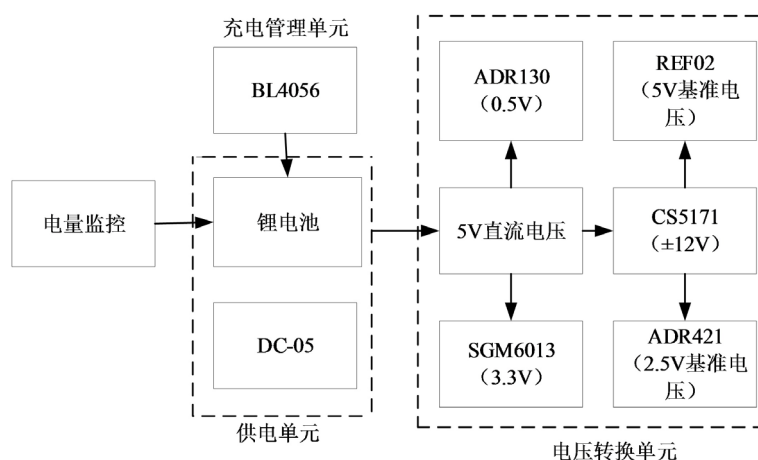 充电管理单元
BL4056
电量监控
锂电池
DC-05
供电单元
ADR130
（0.5V）
REF02
（5V基准电
压）
5V直流电压
CS5171
（±12V）
SGM6013
（3.3V）
ADR421
（2.5V基准电
压）
电压转换单元